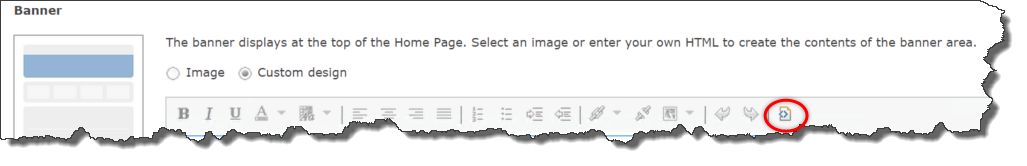 Banner
The banner displays at the top of the Home Page. Select an image or enter your own HTML to create the contents of the banner area.
Image Custom design
B I U A